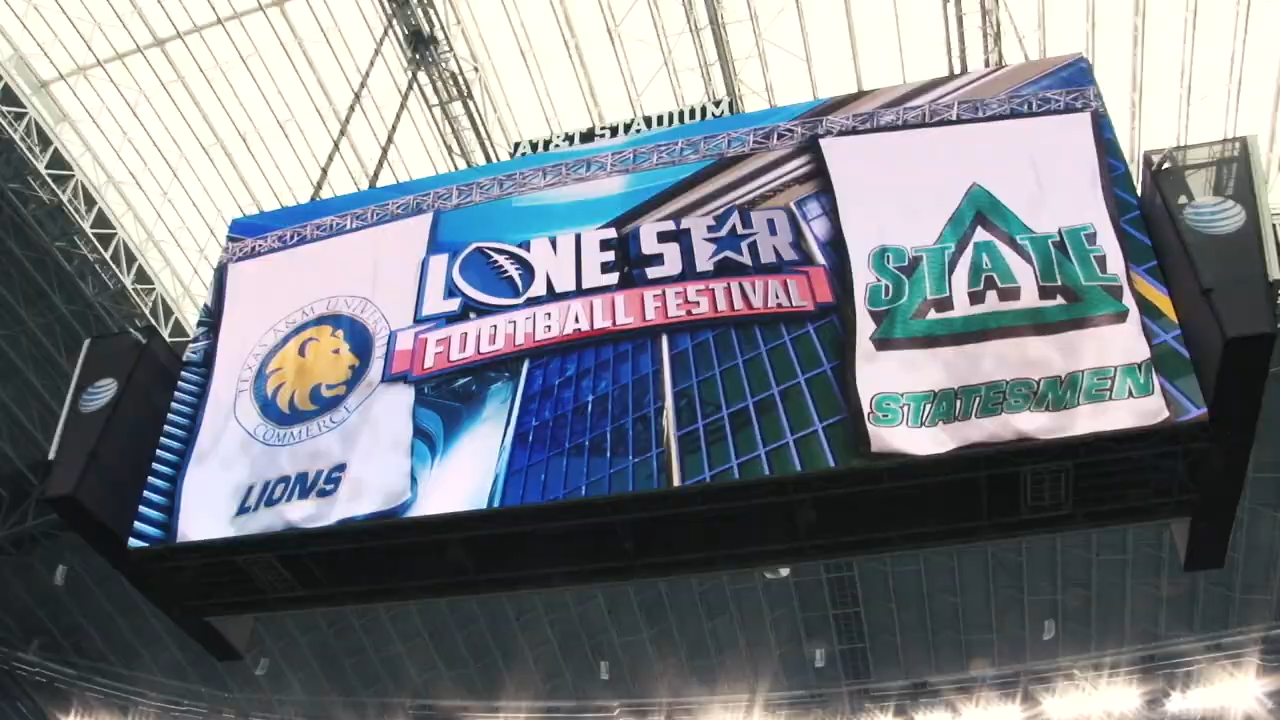 AT&T STADIUM
LONE STAR
FOOTBALL FESTIVAL
TEXAS A&M UNIVERSITY
COMMERCE
LIONS
STATE
STATESMEN